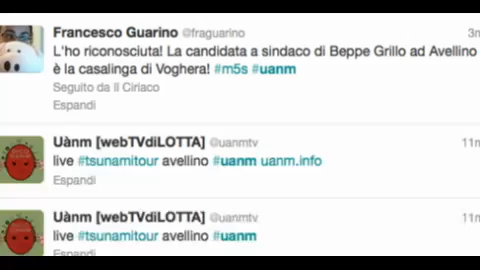 Francesco Guarino @fraguarino 3m
L'ho riconosciuta! La candidata a sindaco di Beppe Grillo ad Avellino
è la casalinga di Voghera! #m5s #uanm
Seguito da Il Ciriaco
Espandi
Uànm [webTVdiLOTTA] @uanmtv 11m
live #tsunamitour avellino #uanm uanm.info
Espandi
Uànm [webTVdiLOTTA] @uanmtv 11m
live #tsunamitour avellino #uanm
Espandi